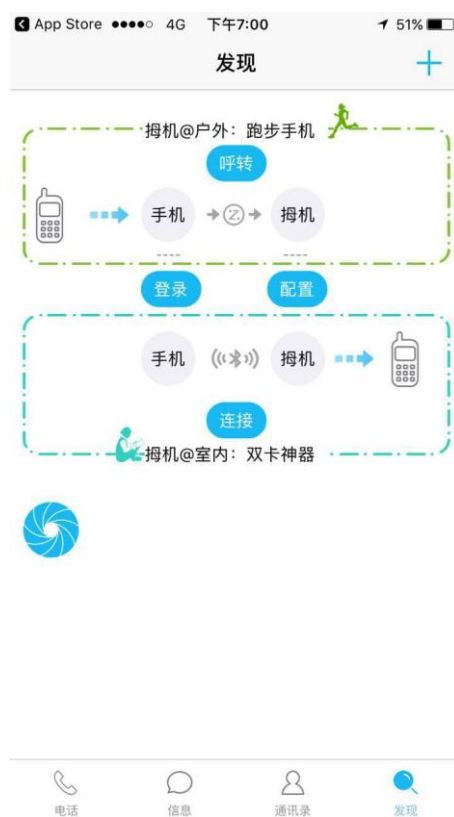 App Store 4G 下午7:00 51%
发现
拇机@户外：跑步手机
呼转
手机 Z 拇机
登录 配置
手机 拇机
连接
拇机@室内：双卡神器
电话 信息 通讯录 发现